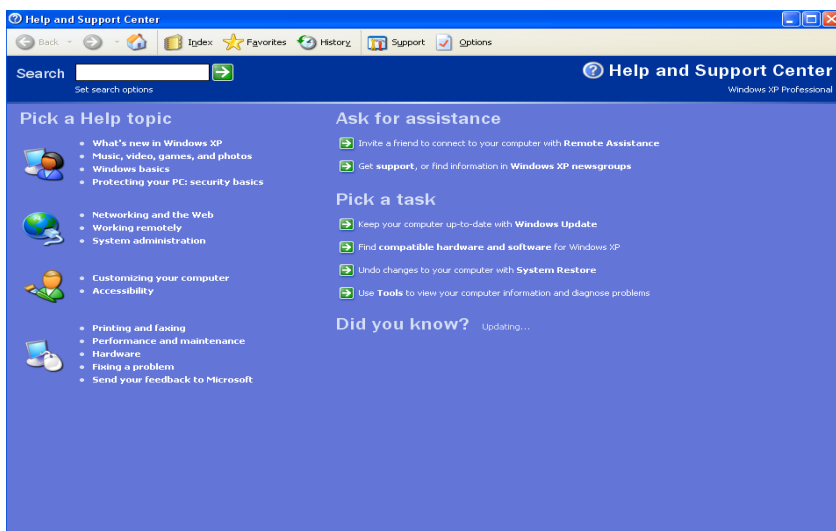 Help and Support Center
Back Index Favorites History Support Options
Search
Set search options
Help and Support Center
Windows XP Professional
Pick a Help topic
What's new in Windows XP
Music, video, games, and photos
Windows basics
Protecting your PC: security basics
Networking and the Web
Working remotely
System administration
Customizing your computer
Accessibility
Printing and faxing
Performance and maintenance
Hardware
Fixing a problem
Send your feedback to Microsoft
Ask for assistance
Invite a friend to connect to your computer with Remote Assistance
Get support, or find information in Windows XP newsgroups
Pick a task
Keep your computer up-to-date with Windows Update
Find compatible hardware and software for Windows XP
Undo changes to your computer with System Restore
Use Tools to view your computer information and diagnose problems
Did you know? Updating...